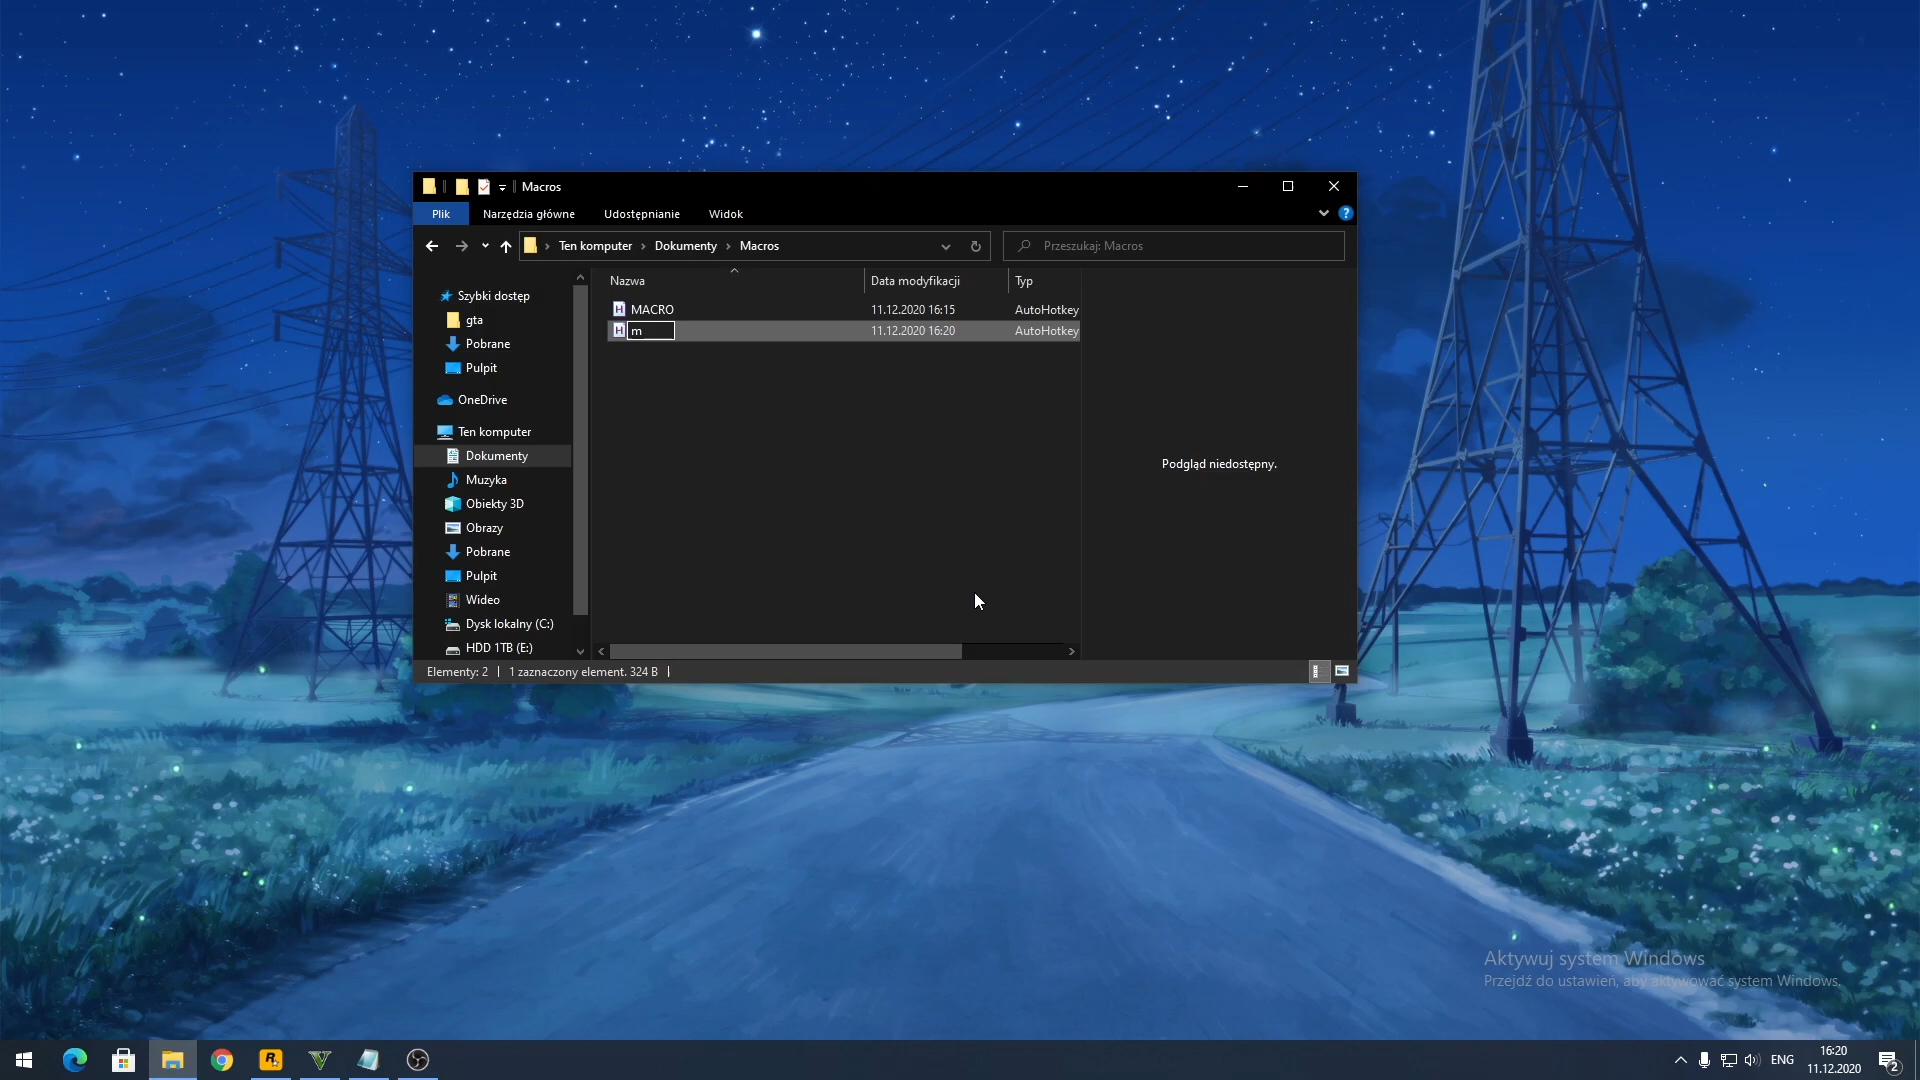 Macros
Plik Narzędzia główne Udostępnianie Widok
Ten komputer Dokumenty Macros
Przeszukaj: Macros
Nazwa Data modyfikacji Typ
MACRO 11.12.2020 16:15 AutoHotkey
m 11.12.2020 16:20 AutoHotkey
Szybki dostęp
gta
Pobrane
Pulpit
OneDrive
Ten komputer
Dokumenty
Muzyka
Obiekty 3D
Obrazy
Pobrane
Pulpit
Wideo
Dysk lokalny (C:)
HDD 1TB (E:)
Podgląd niedostępny.
Elementy: 2 1 zaznaczony element. 324 B
Aktywuj system Windows
Przejdź do ustawień, aby aktywować system Windows.
ENG
16:20
11.12.2020
2